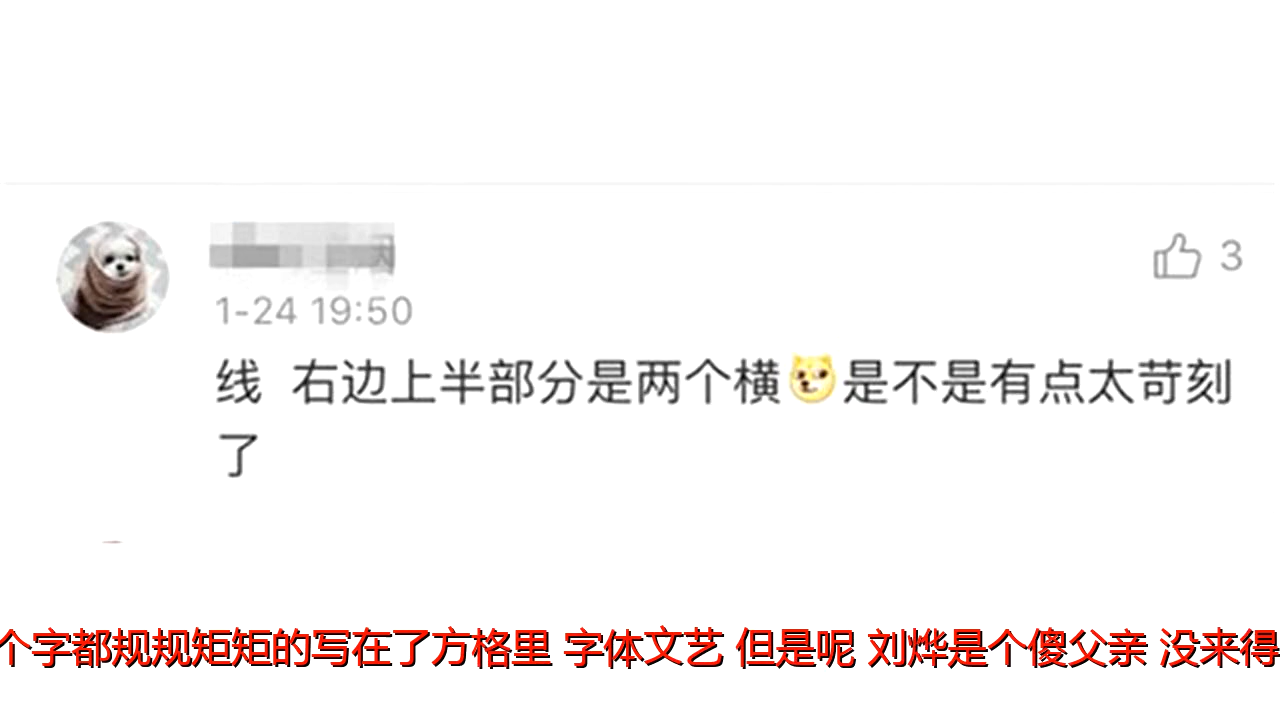 3
1-24 19:50
线 右边上半部分是两个横是不是有点太苛刻
了
个字都规规矩矩的写在了方格里 字体文艺 但是呢 刘烨是个傻父亲 没来得